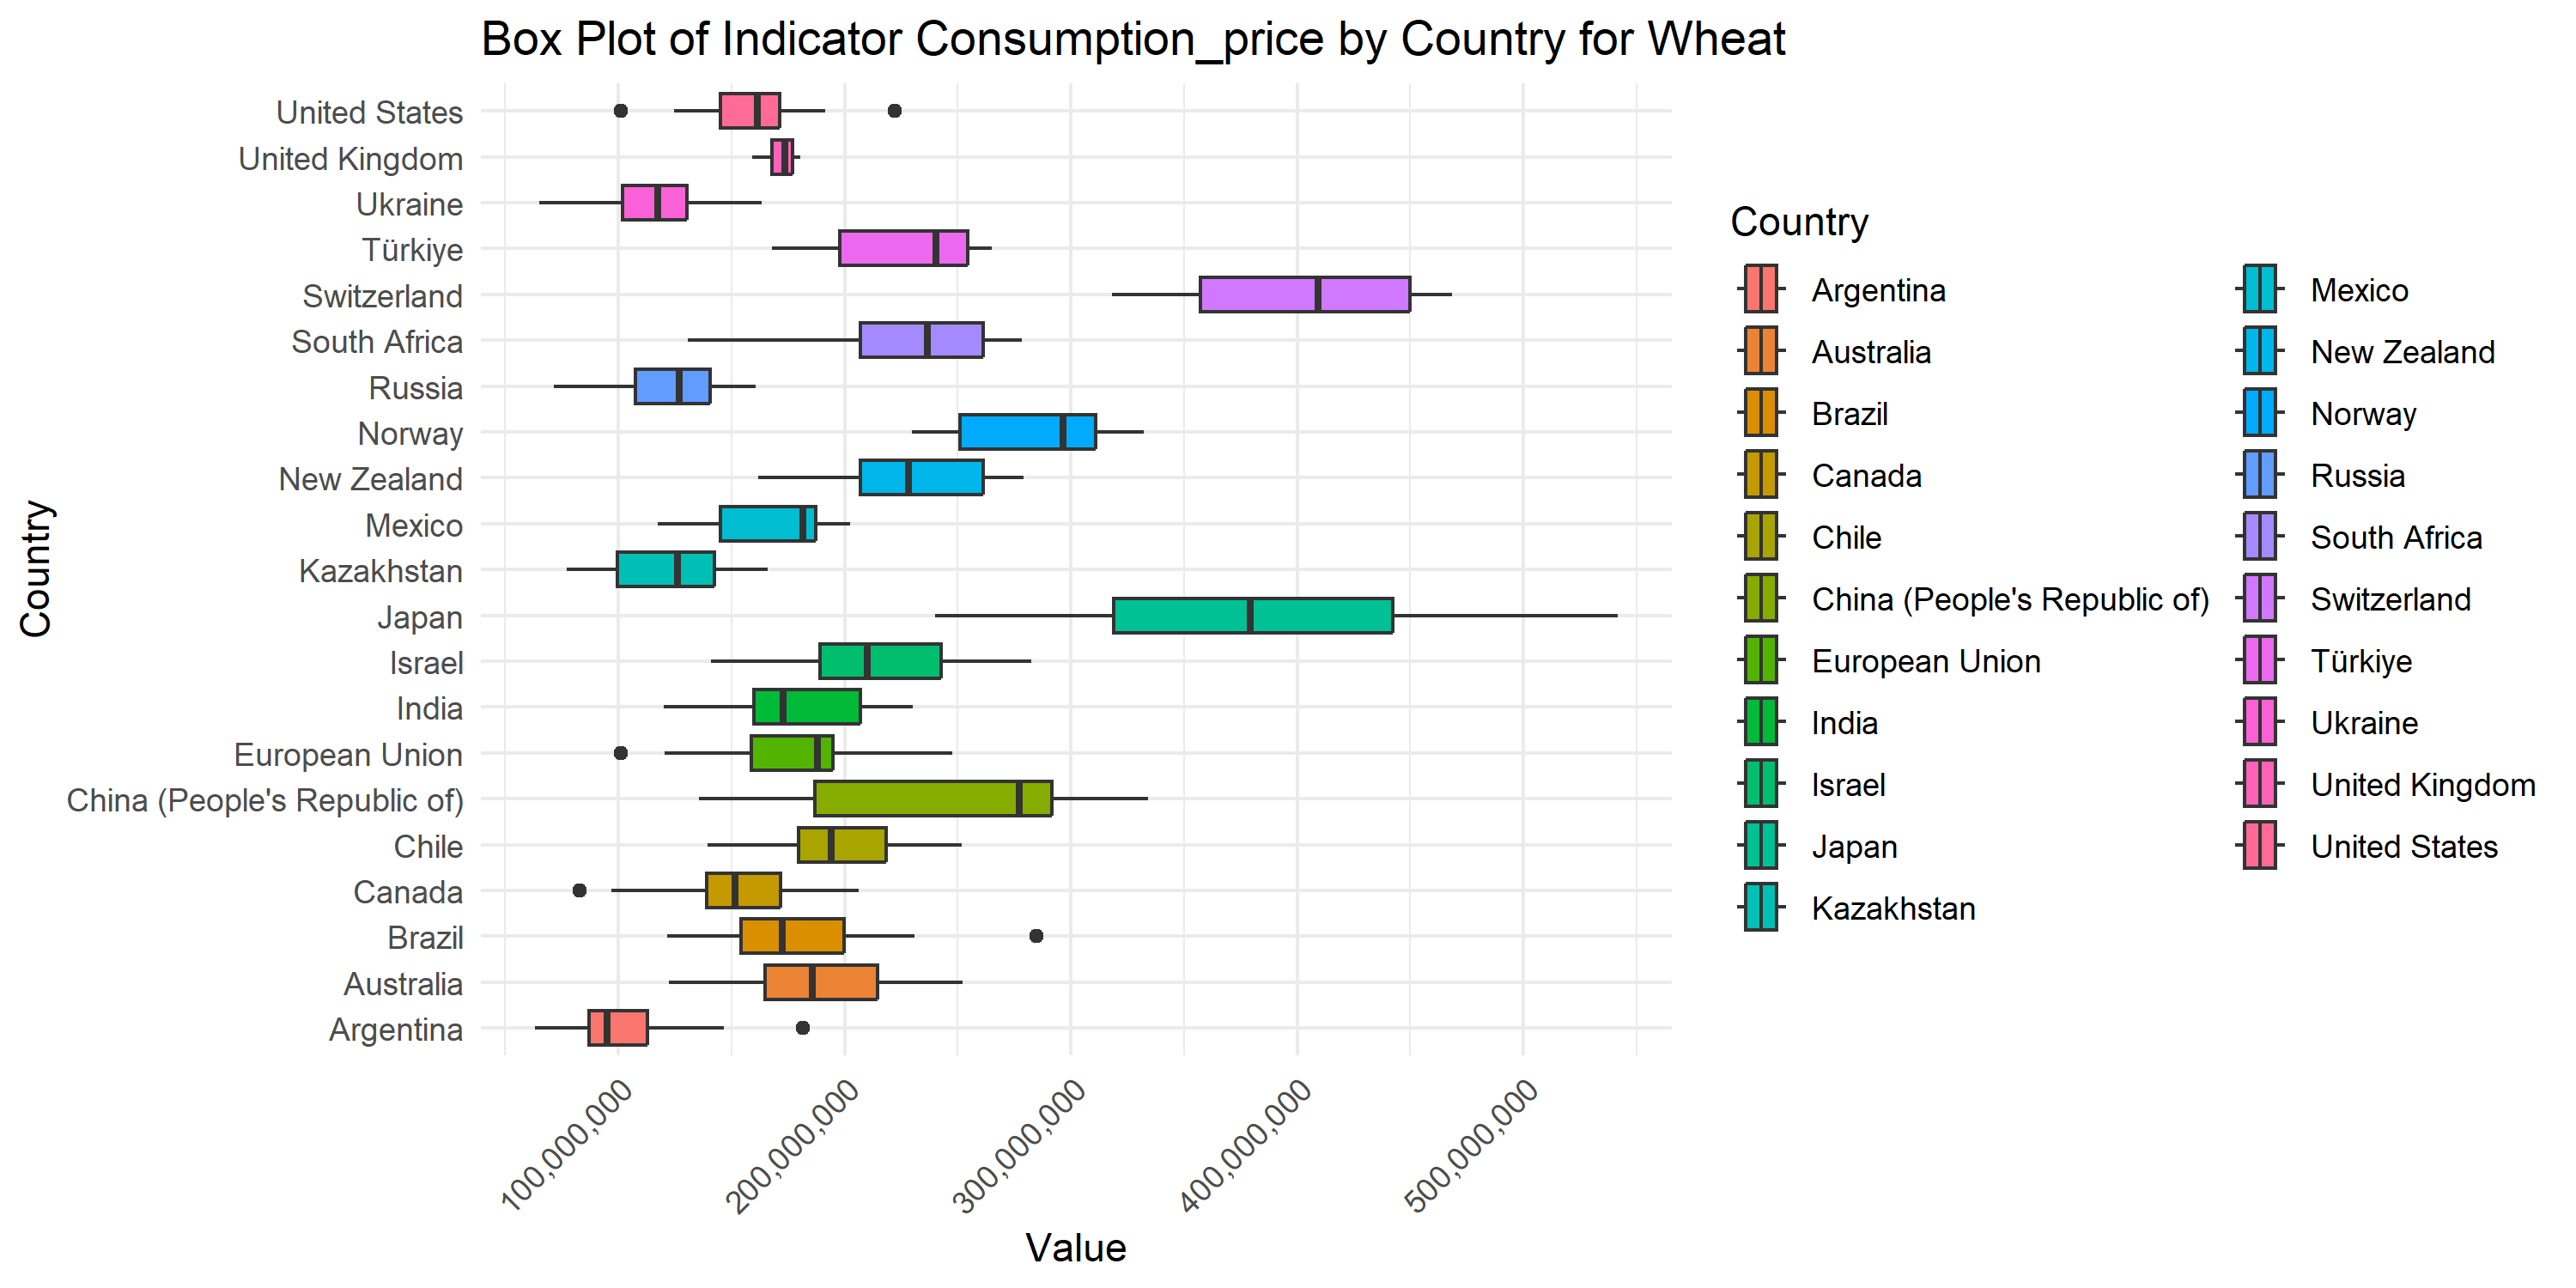 Box Plot of Indicator Consumption_price by Country for Wheat
Country
United States
United Kingdom
Ukraine
Türkiye
Switzerland
South Africa
Russia
Norway
New Zealand
Mexico
Kazakhstan
Japan
Israel
India
European Union
China (People's Republic of)
Chile
Canada
Brazil
Australia
Argentina
100,000,000
200,000,000
300,000,000
400,000,000
500,000,000
Value
Country
Argentina
Australia
Brazil
Canada
Chile
China (People's Republic of)
European Union
India
Israel
Japan
Kazakhstan
Mexico
New Zealand
Norway
Russia
South Africa
Switzerland
Türkiye
Ukraine
United Kingdom
United States